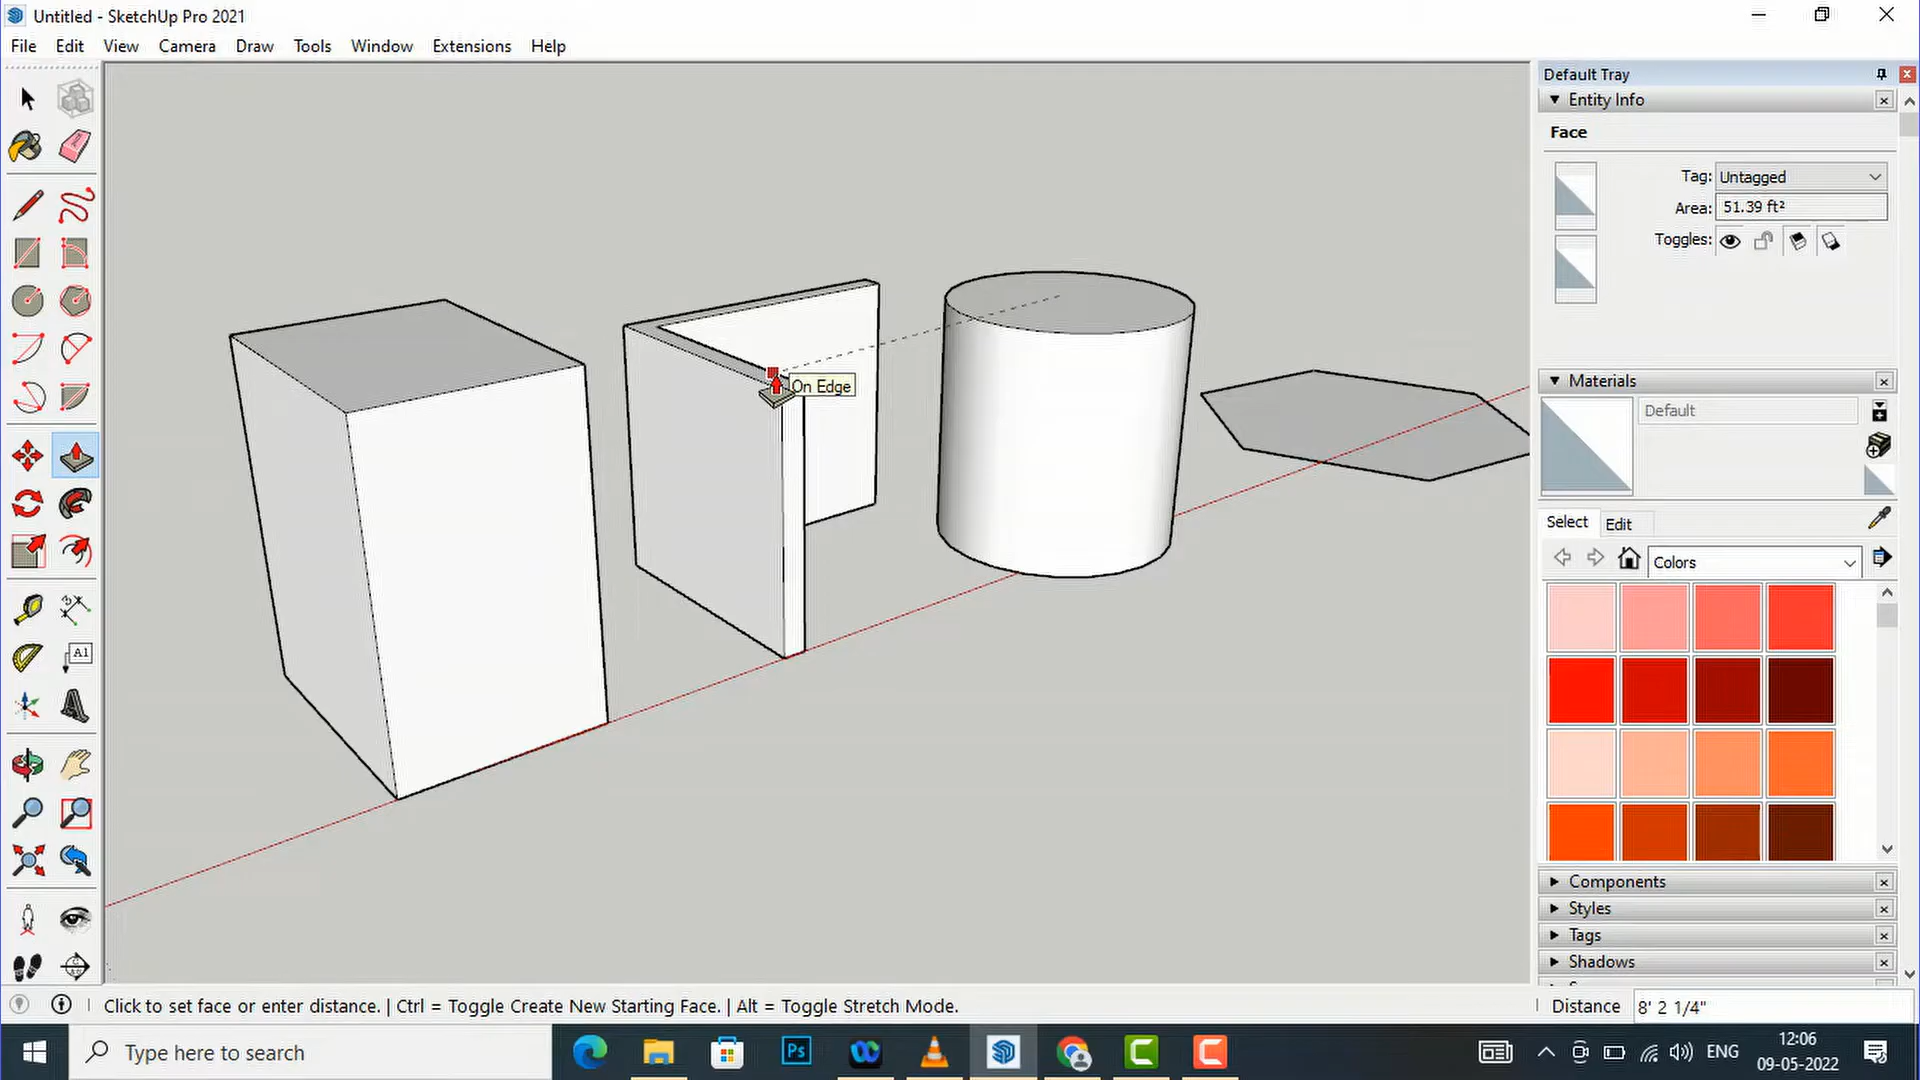 Untitled - SketchUp Pro 2021
File Edit View Camera Draw Tools Window Extensions Help
Default Tray
Entity Info
Face
Tag: Untagged
Area: 51.39 ft²
Toggles:
On Edge
Materials
Default
A1
Select Edit
Colors
Components
Styles
Tags
Shadows
Click to set face or enter distance. | Ctrl = Toggle Create New Starting Face. | Alt = Toggle Stretch Mode.
Distance 8' 2 1/4"
Type here to search
Ps
ENG
12:06
09-05-2022